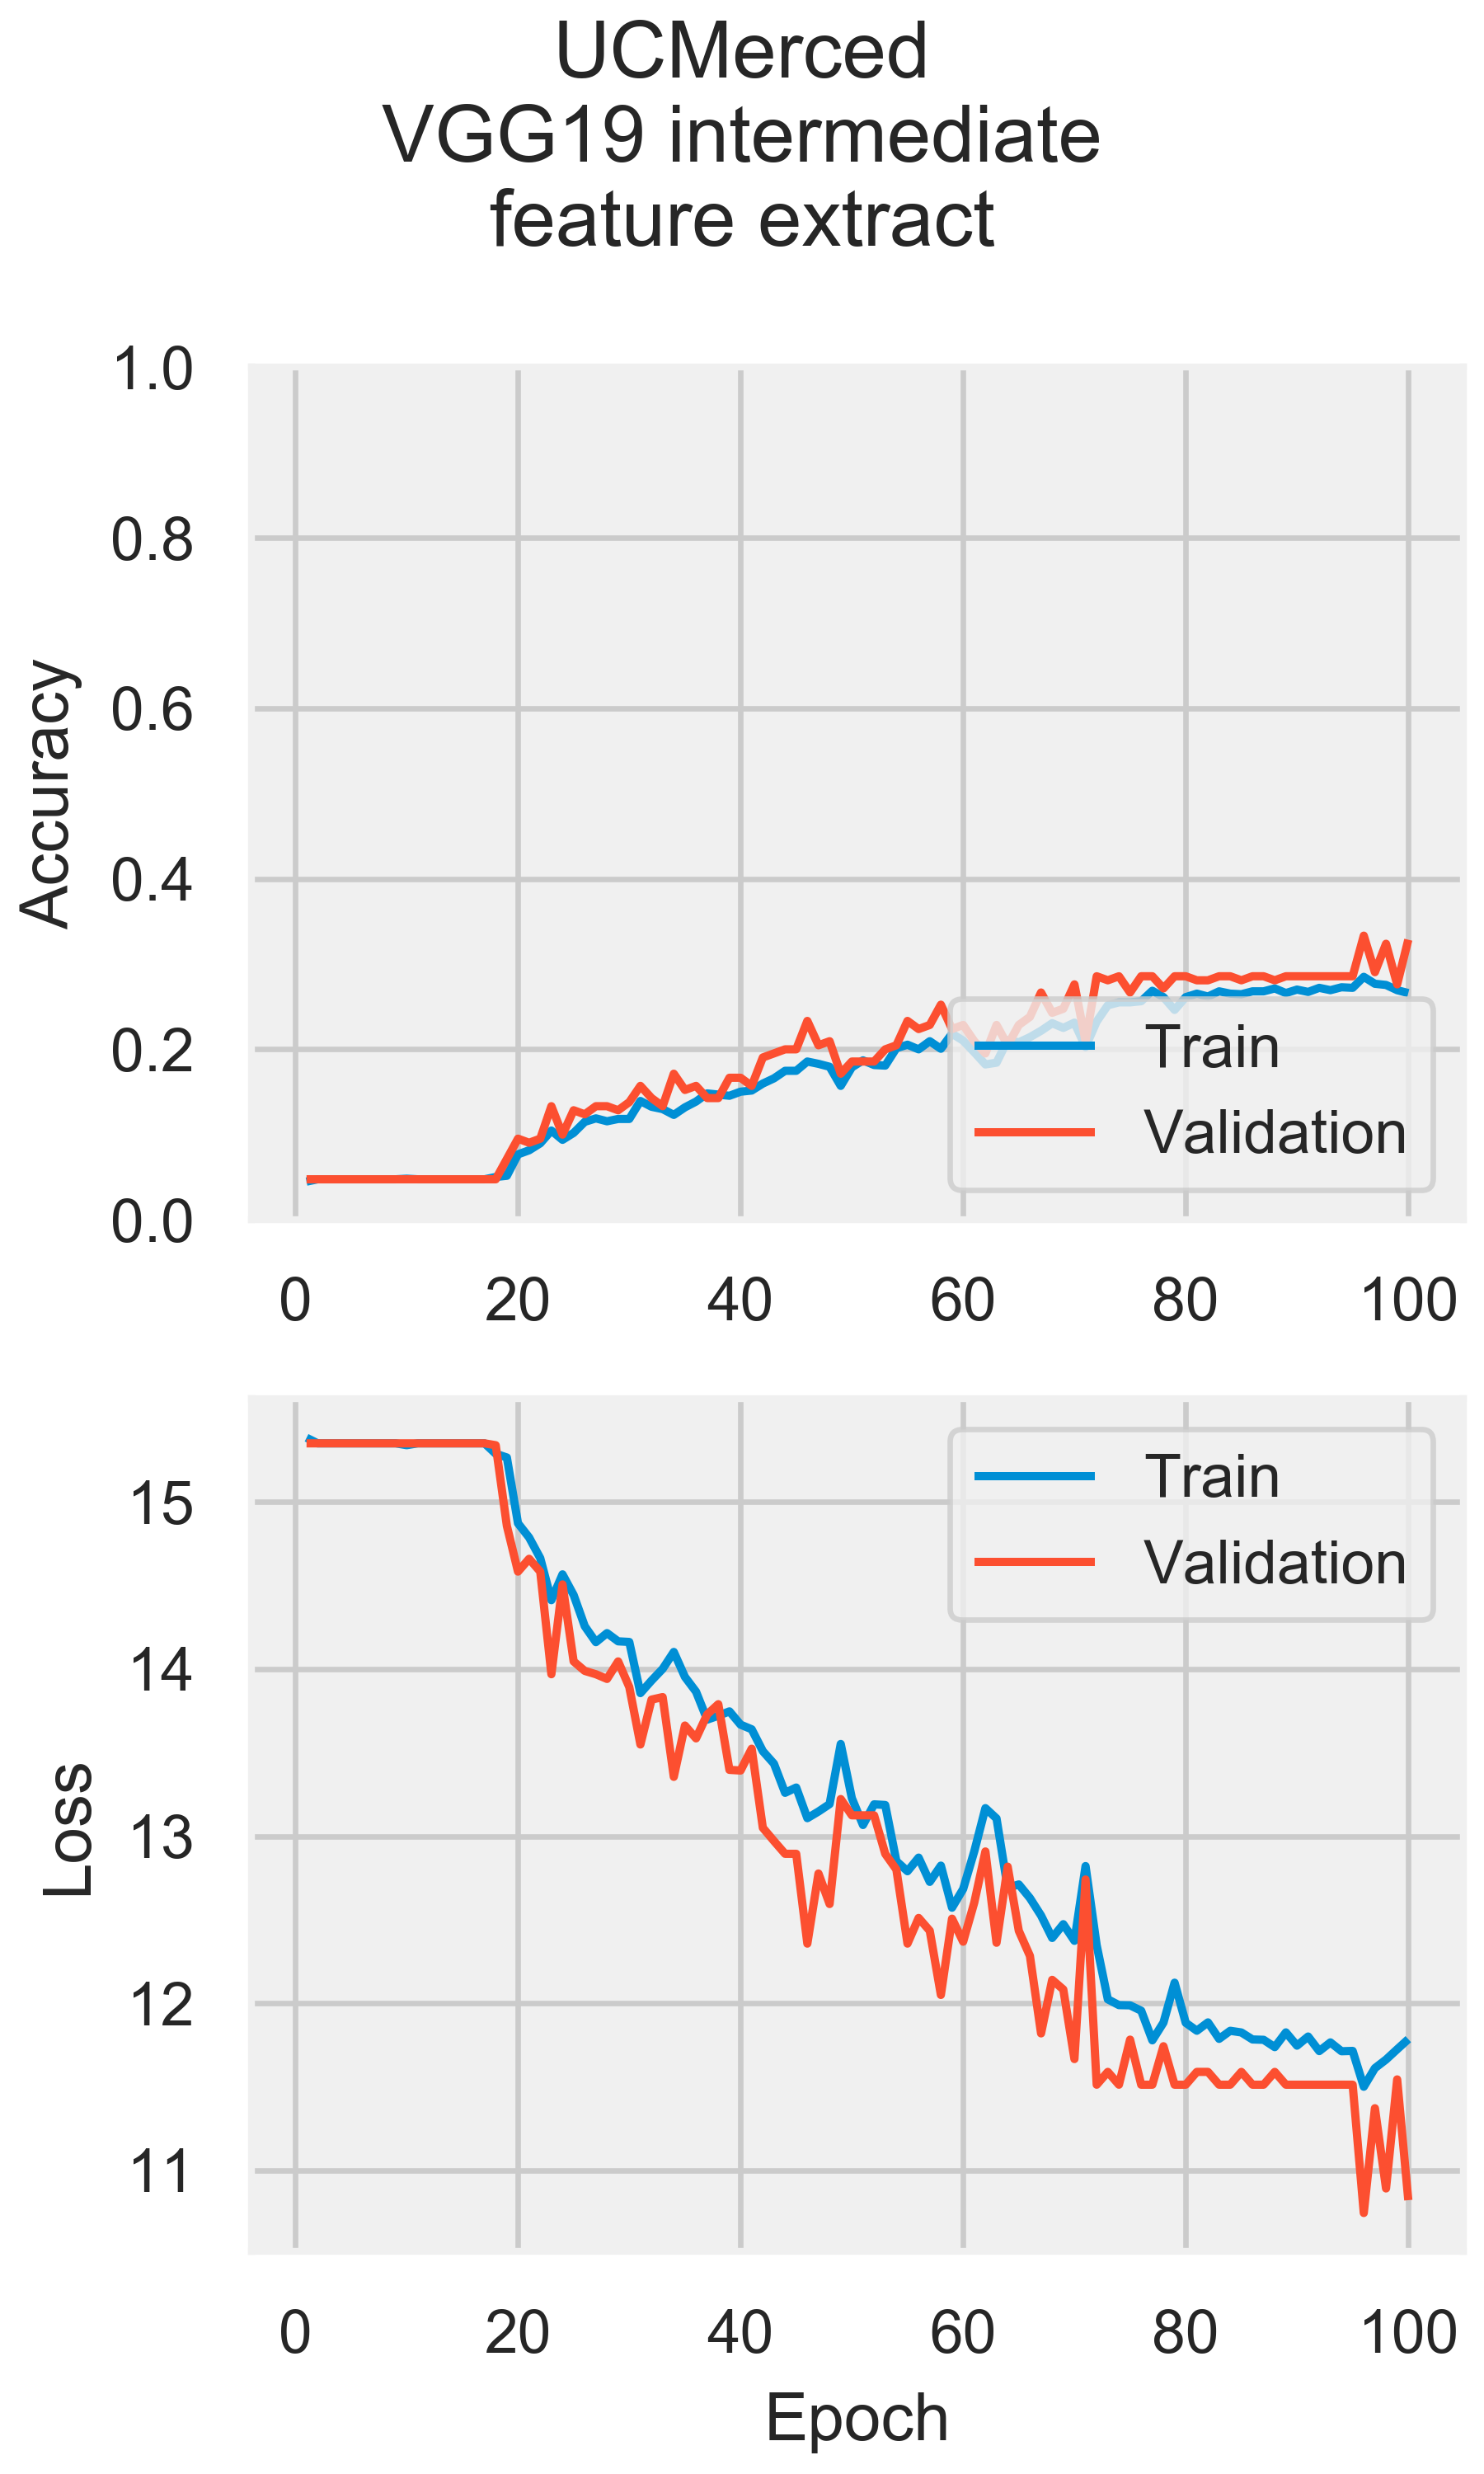 UCMerced
VGG19 intermediate
feature extract
1.0
0.8
0.6
0.4
0.2
0.0
Accuracy
Train
Validation
0 20 40 60 80 100
15
14
13
12
11
Loss
Train
Validation
0 20 40 60 80 100
Epoch